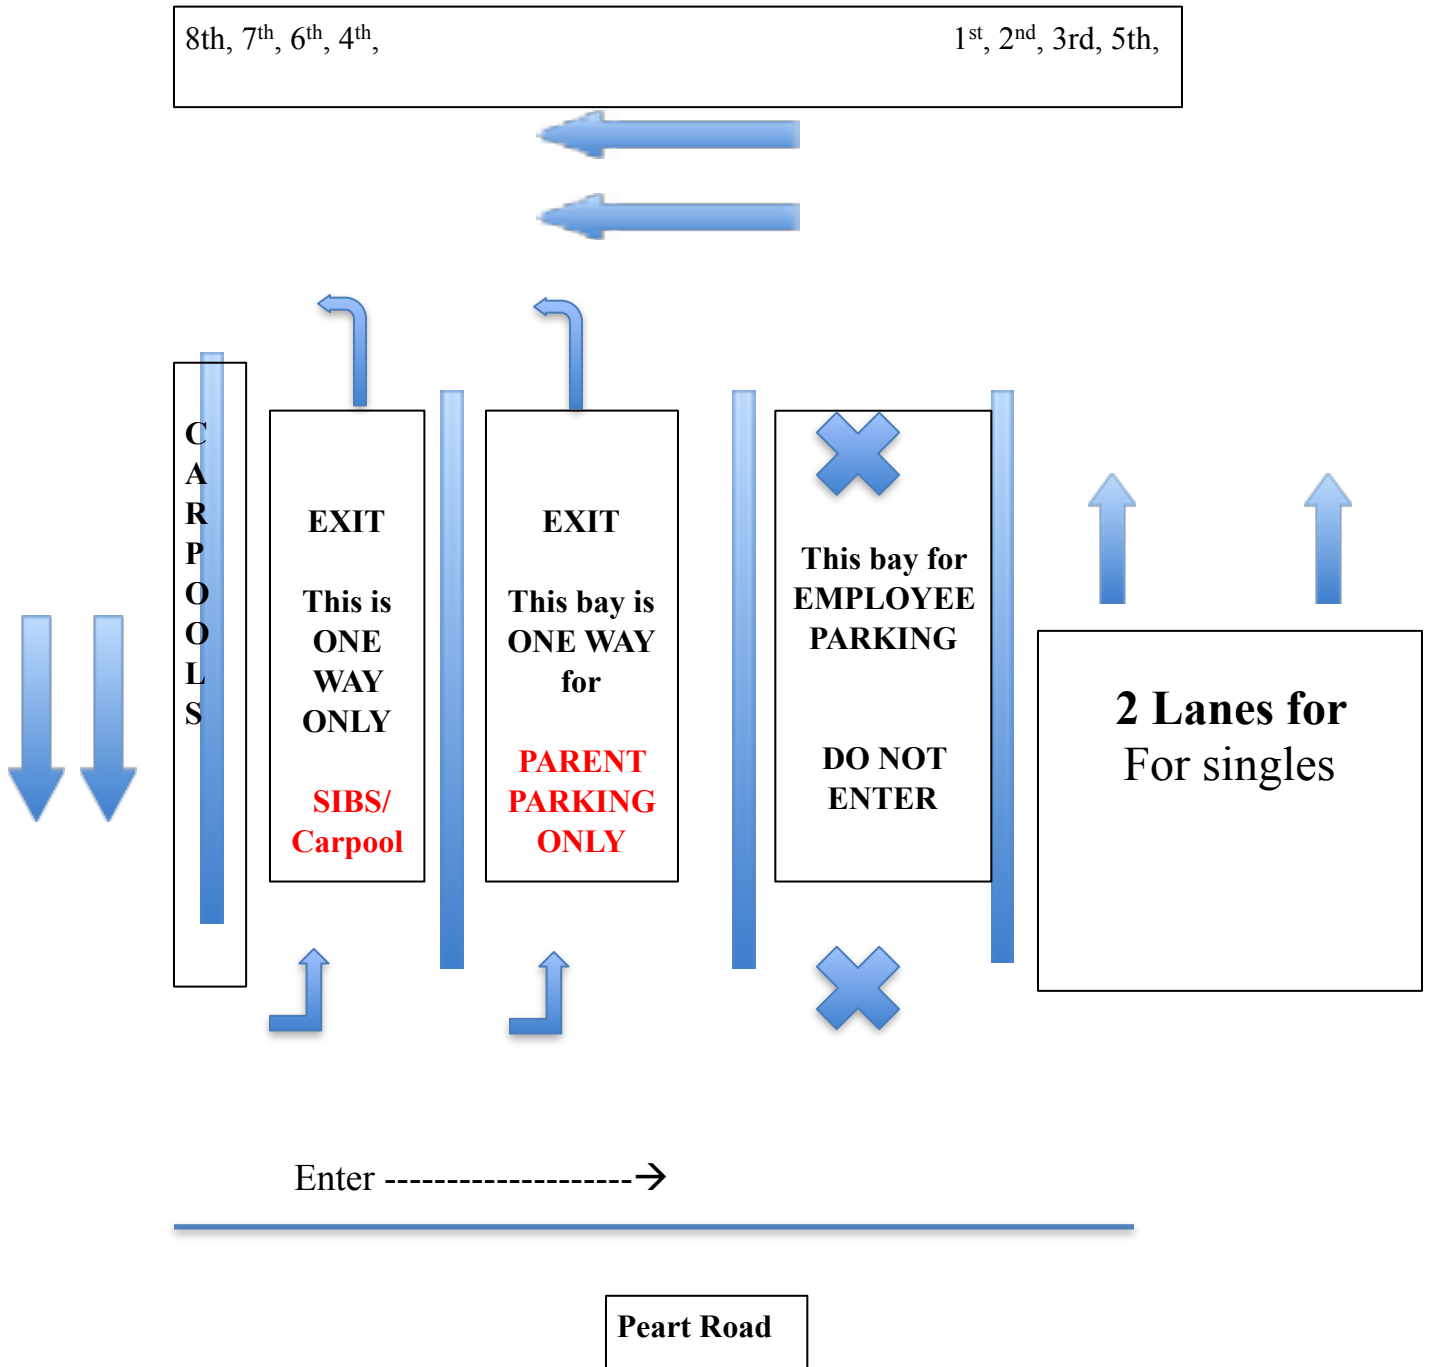 8th, 7th, 6th, 4th,
1st, 2nd, 3rd, 5th,
C
A
R
P
O
O
L
S
EXIT
This is
ONE
WAY
ONLY
SIBS/
Carpool
EXIT
This bay is
ONE WAY
for
PARENT
PARKING
ONLY
This bay for
EMPLOYEE
PARKING
DO NOT
ENTER
2 Lanes for
For singles
Enter --------------------→
Peart Road